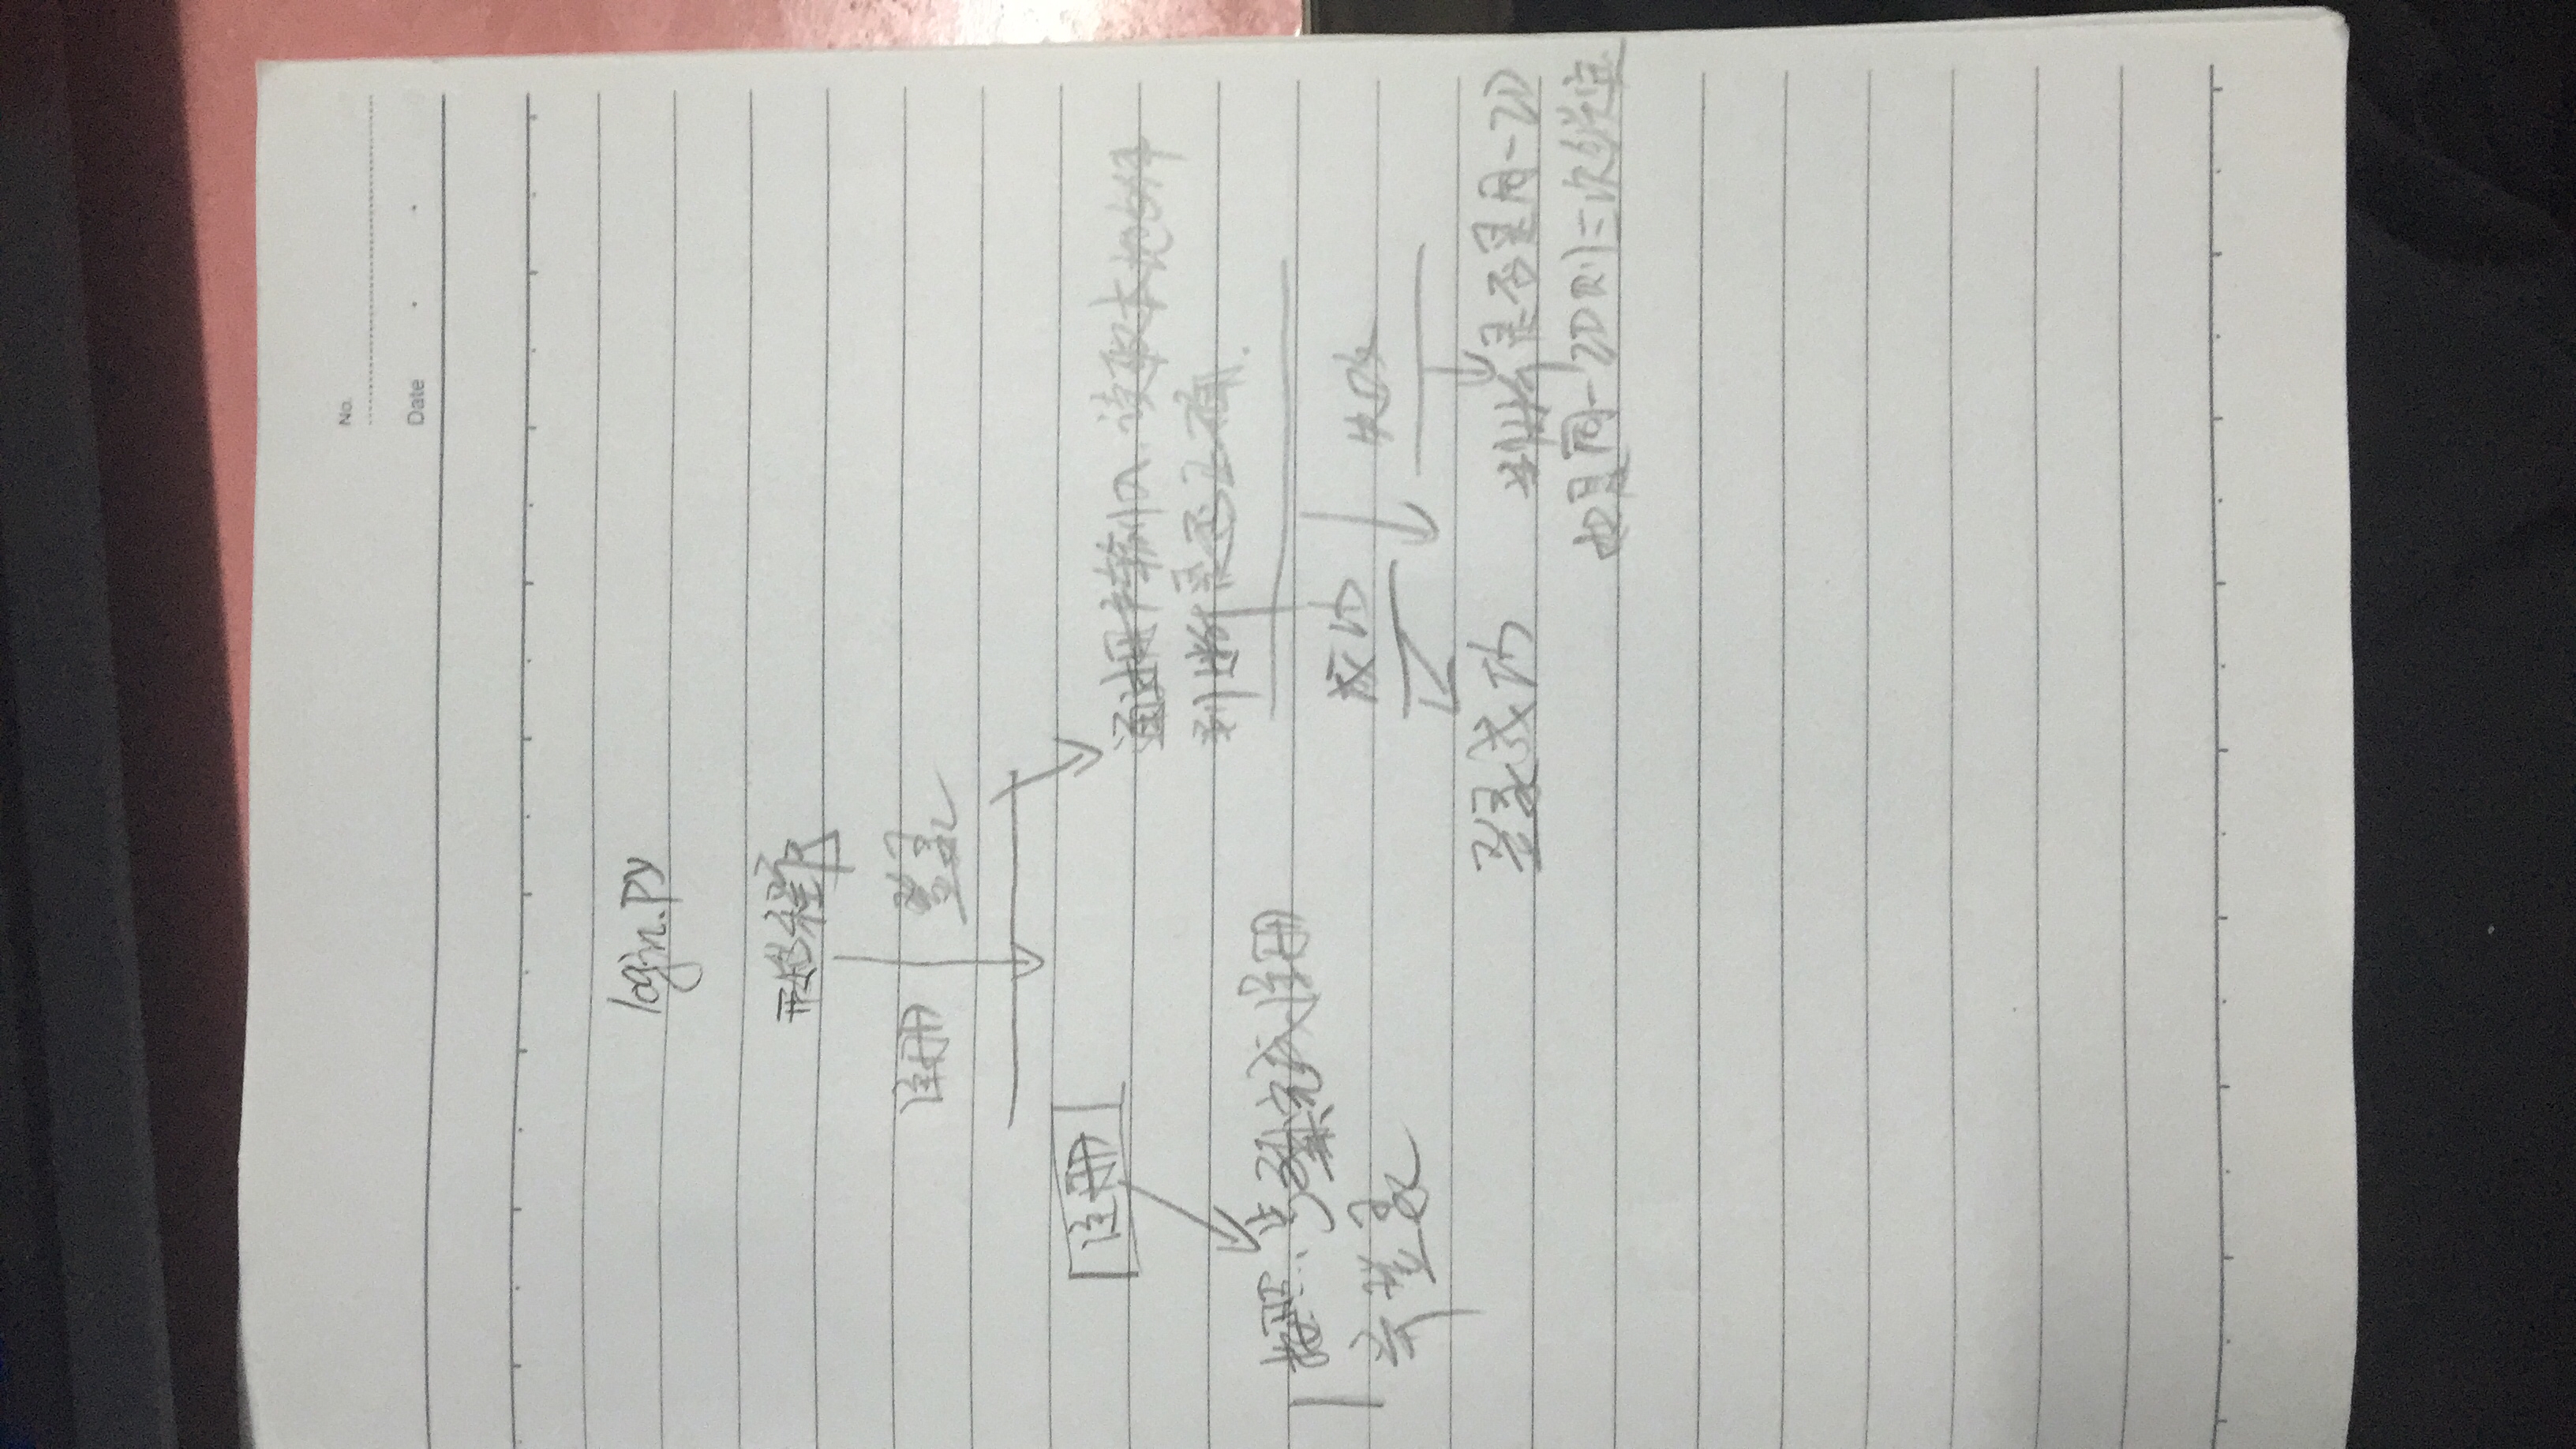 No.
Date
login.py
开始程序
注册 登录
注册
通过用户输入,读取本地文件
判断是否正确.
按照步骤完成注册
并登录
成功 失败
登录成功
判断是否是同一ID
如是同一ID则三次锁定